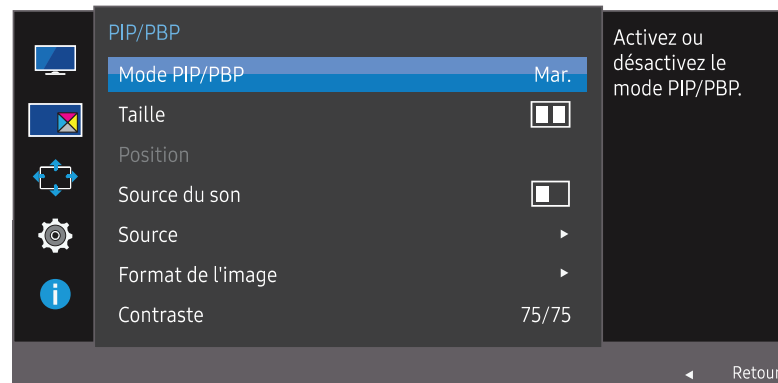 PIP/PBP
Mode PIP/PBP Mar.
Taille
Position
Source du son
Source
Format de l'image
Contraste 75/75
Activez ou
désactivez le
mode PIP/PBP.
Retour